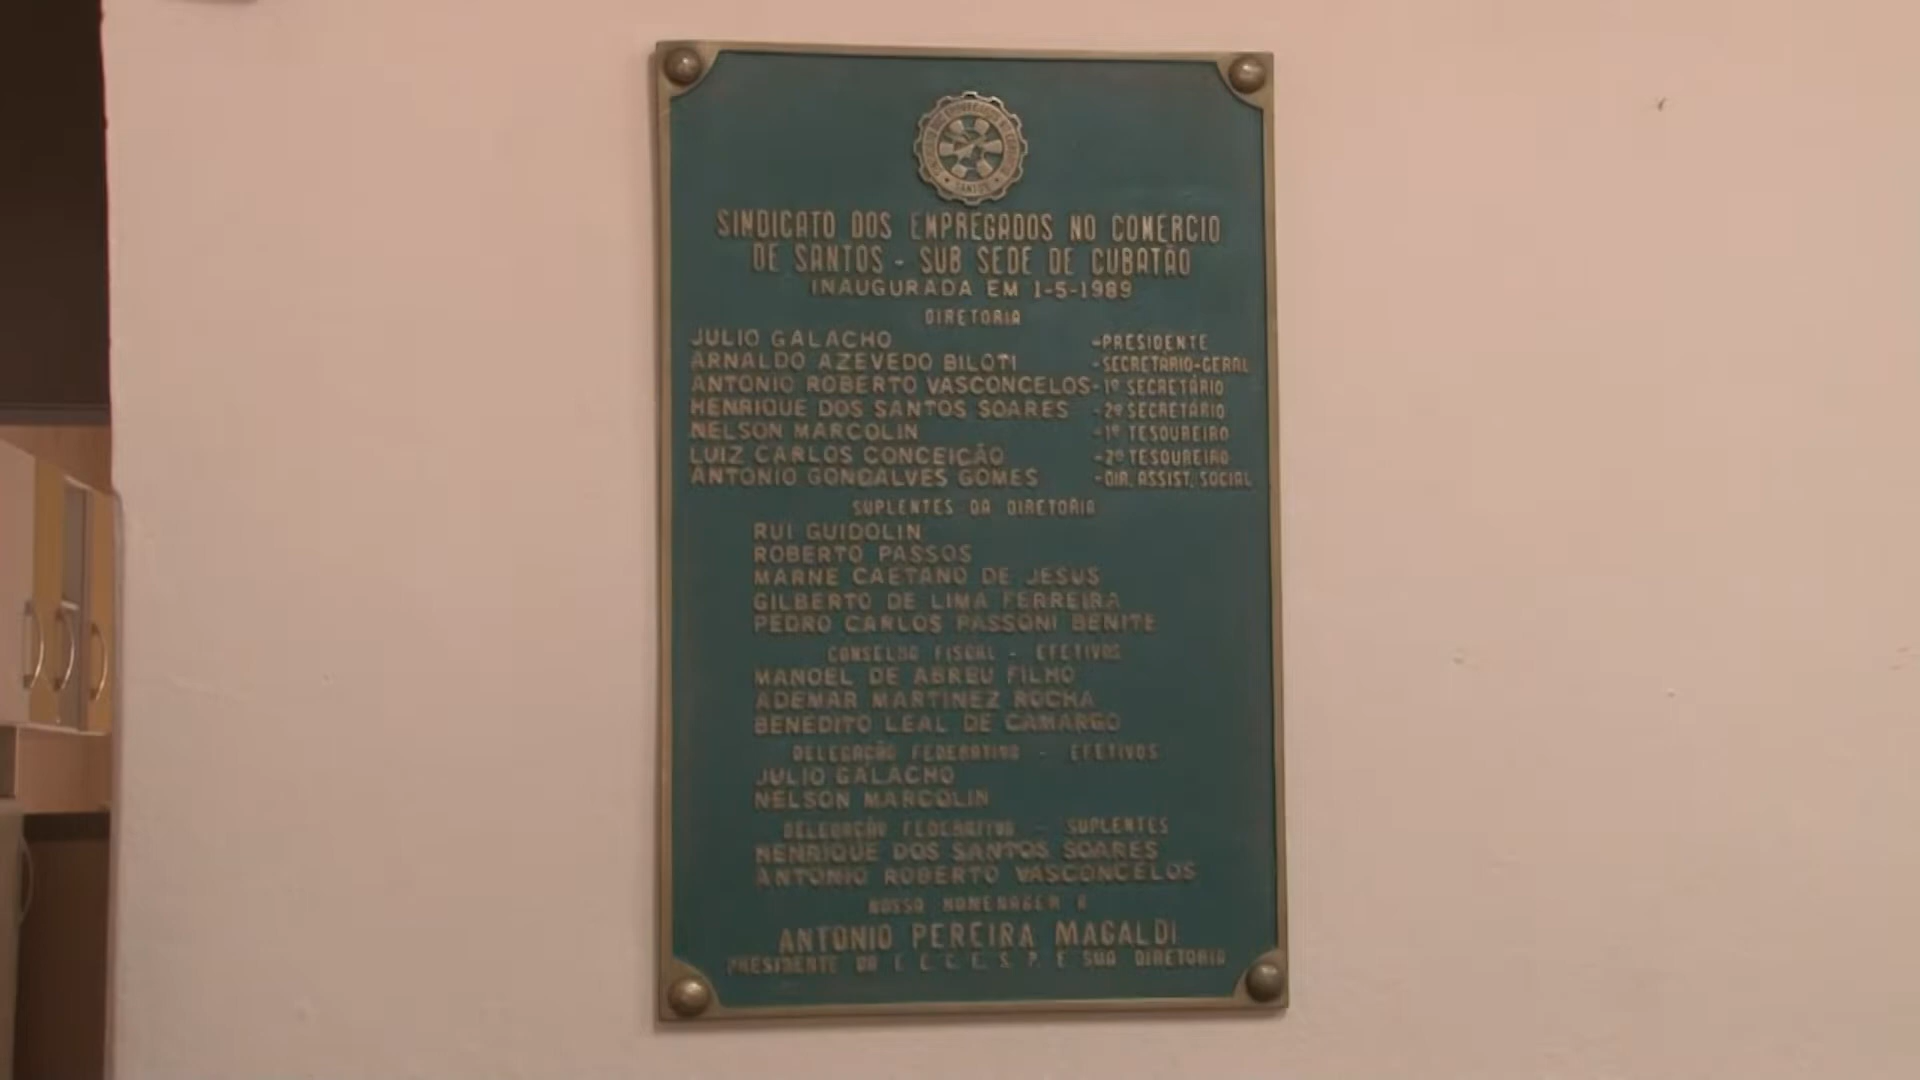 SANTOS
SINDICATO DOS EMPREGADOS NO COMERCIO
DE SANTOS - SUB SEDE DE CUBATÃO
INAUGURADA EM 1-5-1989
DIRETORIA
JULIO GALACHO -PRESIDENTE
ARNALDO AZEVEDO BILOTI -SECRETÁRIO-GERAL
ANTONIO ROBERTO VASCONCELOS-1º SECRETÁRIO
HENRIQUE DOS SANTOS SOARES -2º SECRETÁRIO
NELSON MARCOLIN -1º TESOUREIRO
LUIZ CARLOS CONCEIÇÃO -2º TESOUREIRO
ANTONIO GONÇALVES GOMES -DIR. ASSIST. SOCIAL
SUPLENTES DA DIRETORIA
RUI GUIDOLIN
ROBERTO PASSOS
MARNE CAETANO DE JESUS
GILBERTO DE LIMA FERREIRA
PEDRO CARLOS PASSONI BENITE
CONSELHO FISCAL - EFETIVOS
MANOEL DE ABREU FILHO
ADEMAR MARTINEZ ROCHA
BENEDITO LEAL DE CAMARGO
DELEGAÇÃO FEDERATIVA - EFETIVOS
JULIO GALACHO
NELSON MARCOLIN
DELEGAÇÃO FEDERATIVA - SUPLENTES
HENRIQUE DOS SANTOS SOARES
ANTONIO ROBERTO VASCONCELOS
NOSSA HOMENAGEM A
ANTONIO PEREIRA MAGALDI
PRESIDENTE DA E SUA DIRETORIA